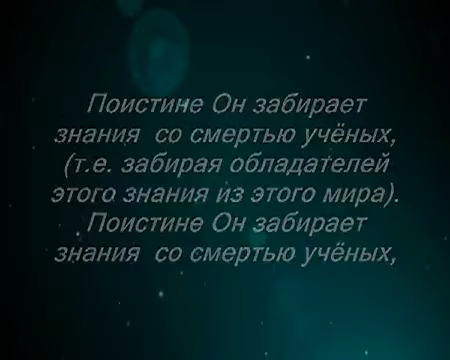 Поистине Он забирает
знания со смертью учёных,
(т.е. забирая обладателей
этого знания из этого мира).
Поистине Он забирает
знания со смертью учёных,